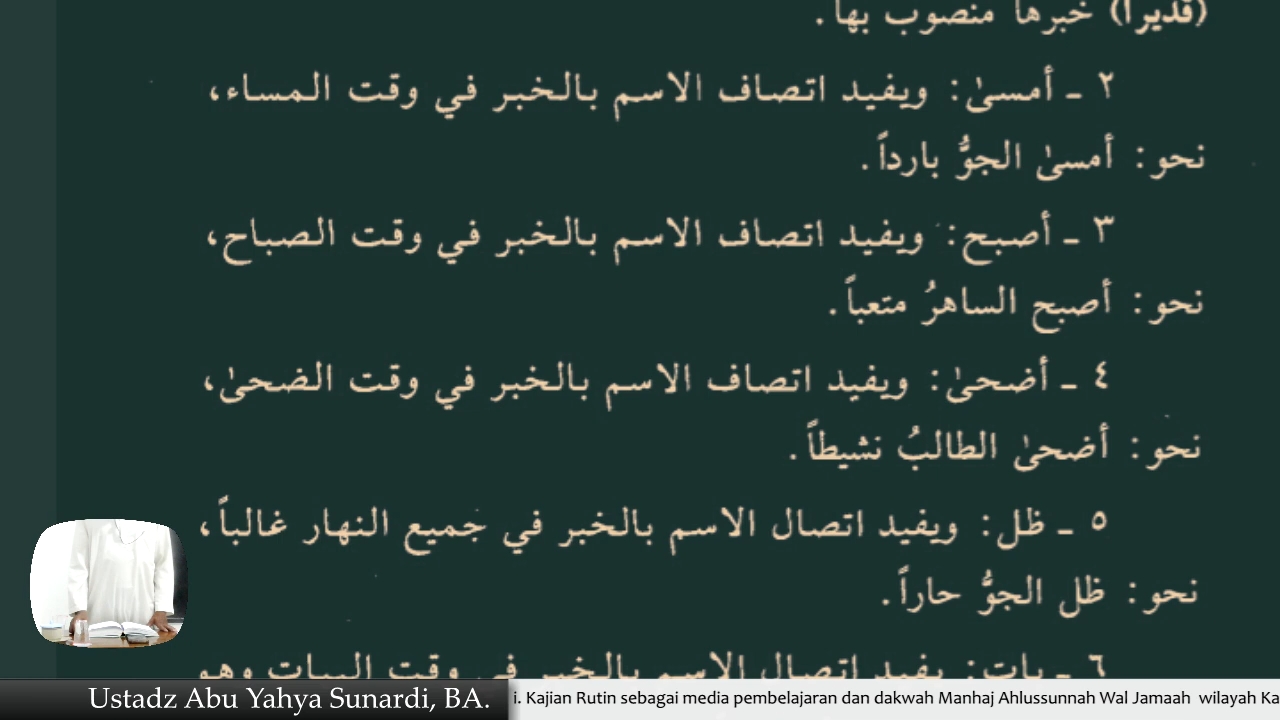 (قديراً) خبرها منصوب بها.
٢ ـ أمسىٰ: ويفيد اتصاف الاسم بالخبر في وقت المساء،
نحو: أمسىٰ الجوُّ بارداً.
٣ ـ أصبح: ويفيد اتصاف الاسم بالخبر في وقت الصباح،
نحو: أصبح الساهرُ متعباً.
٤ ـ أضحىٰ: ويفيد اتصاف الاسم بالخبر في وقت الضحىٰ،
نحو: أضحىٰ الطالبُ نشيطاً.
٥ ـ ظل: ويفيد اتصال الاسم بالخبر في جميع النهار غالباً،
نحو: ظل الجوُّ حاراً.
٦ ـ بات: يفيد اتصال الاسم بالخبر في وقت البيات وهو
Ustadz Abu Yahya Sunardi, BA.
i. Kajian Rutin sebagai media pembelajaran dan dakwah Manhaj Ahlussunnah Wal Jamaah wilayah Ka